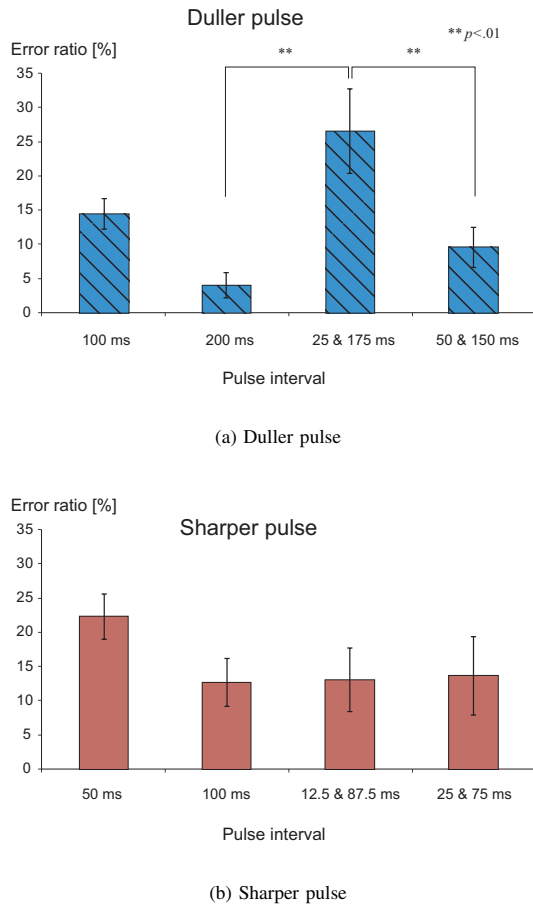 Duller pulse
Error ratio [%]
** p<.01
**
**
35
30
25
20
15
10
5
0
100 ms
200 ms
25 & 175 ms
50 & 150 ms
Pulse interval
(a) Duller pulse
Error ratio [%]
Sharper pulse
35
30
25
20
15
10
5
0
50 ms
100 ms
12.5 & 87.5 ms
25 & 75 ms
Pulse interval
(b) Sharper pulse